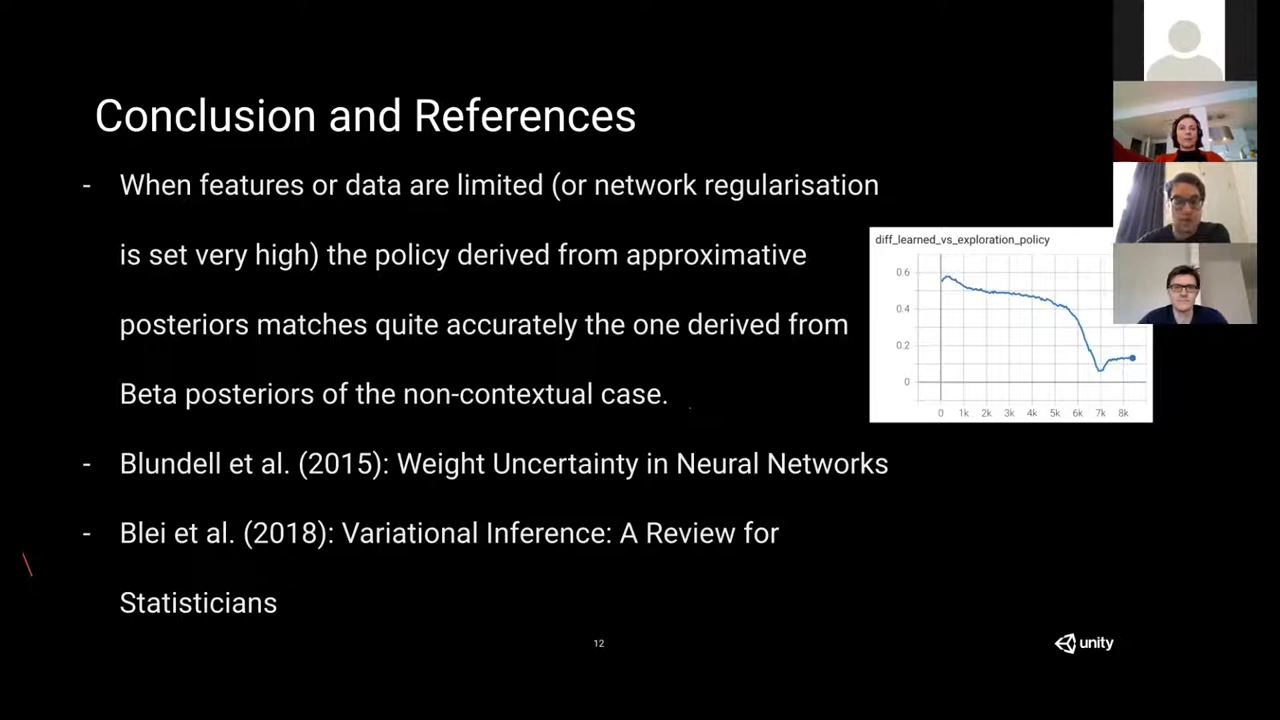 Conclusion and References
- When features or data are limited (or network regularisation
is set very high) the policy derived from approximative
posteriors matches quite accurately the one derived from
Beta posteriors of the non-contextual case.
- Blundell et al. (2015): Weight Uncertainty in Neural Networks
- Blei et al. (2018): Variational Inference: A Review for
Statisticians
diff_learned_vs_exploration_policy
0.6
0.4
0.2
0
0 1k 2k 3k 4k 5k 6k 7k 8k
12
unity